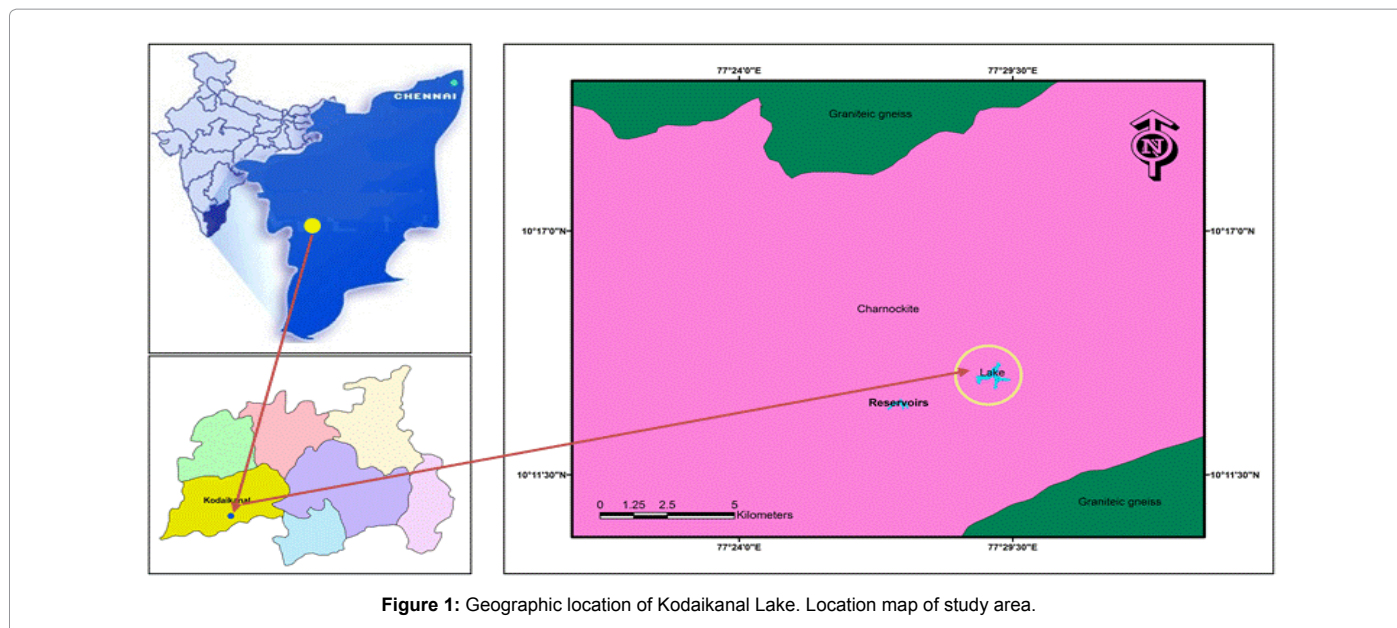 CHENNAI
Kodaikanal
77°24'0"E
77°29'30"E
Graniteic gneiss
N
10°17'0"N
10°17'0"N
Charnockite
Lake
Reservoirs
10°11'30"N
10°11'30"N
Graniteic gneiss
0 1.25 2.5 5
Kilometers
77°24'0"E
77°29'30"E
Figure 1: Geographic location of Kodaikanal Lake. Location map of study area.